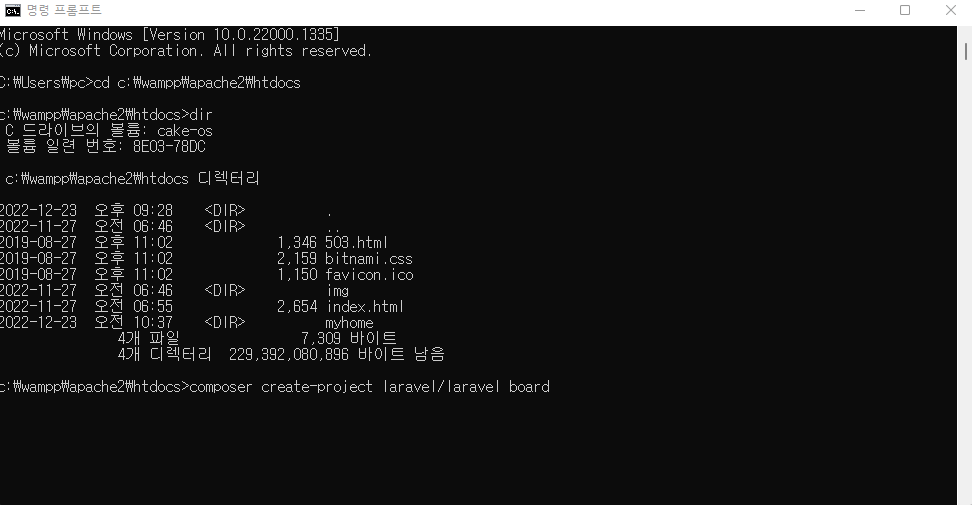 명령 프롬프트
Microsoft Windows [Version 10.0.22000.1335]
(c) Microsoft Corporation. All rights reserved.
C:₩Users₩pc>cd c:₩wampp₩apache2₩htdocs
c:₩wampp₩apache2₩htdocs>dir
C 드라이브의 볼륨: cake-os
볼륨 일련 번호: 8E03-78DC
c:₩wampp₩apache2₩htdocs 디렉터리
2022-12-23  오후 09:28    <DIR>          .
2022-11-27  오전 06:46    <DIR>          ..
2019-08-27  오후 11:02             1,346 503.html
2019-08-27  오후 11:02             2,159 bitnami.css
2019-08-27  오후 11:02             1,150 favicon.ico
2022-11-27  오전 06:46    <DIR>          img
2022-11-27  오전 06:55             2,654 index.html
2022-12-23  오전 10:37    <DIR>          myhome
4개 파일               7,309 바이트
4개 디렉터리  229,392,080,896 바이트 남음
c:₩wampp₩apache2₩htdocs>composer create-project laravel/laravel board